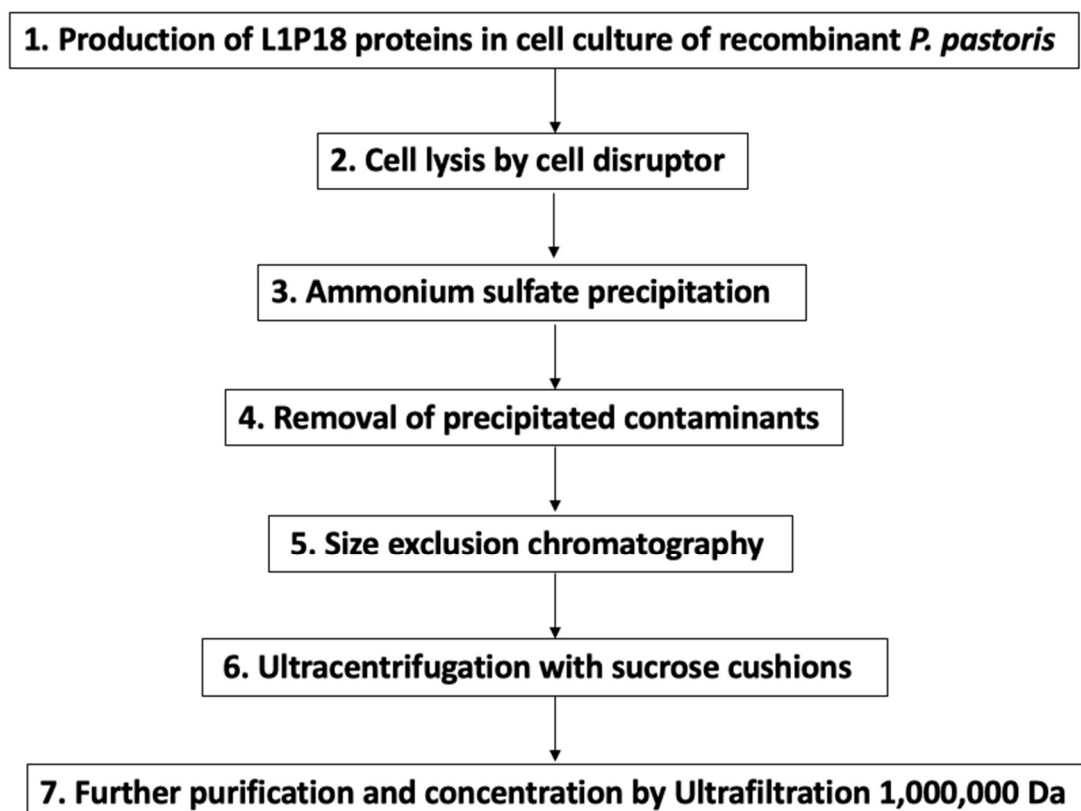 1. Production of L1P18 proteins in cell culture of recombinant P. pastoris
2. Cell lysis by cell disruptor
3. Ammonium sulfate precipitation
4. Removal of precipitated contaminants
5. Size exclusion chromatography
6. Ultracentrifugation with sucrose cushions
7. Further purification and concentration by Ultrafiltration 1,000,000 Da